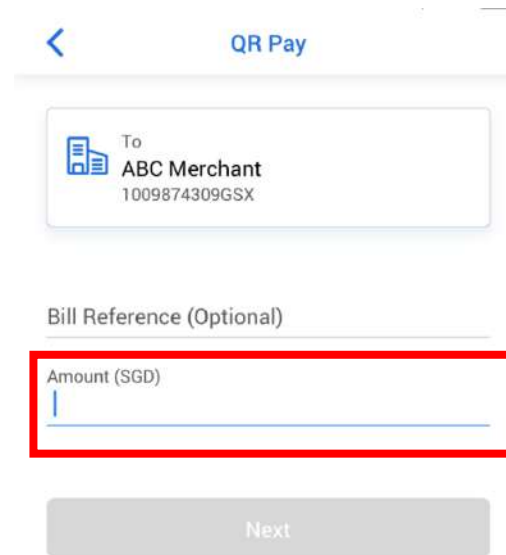 QR Pay
To
ABC Merchant
1009874309GSX
Bill Reference (Optional)
Amount (SGD)
Next